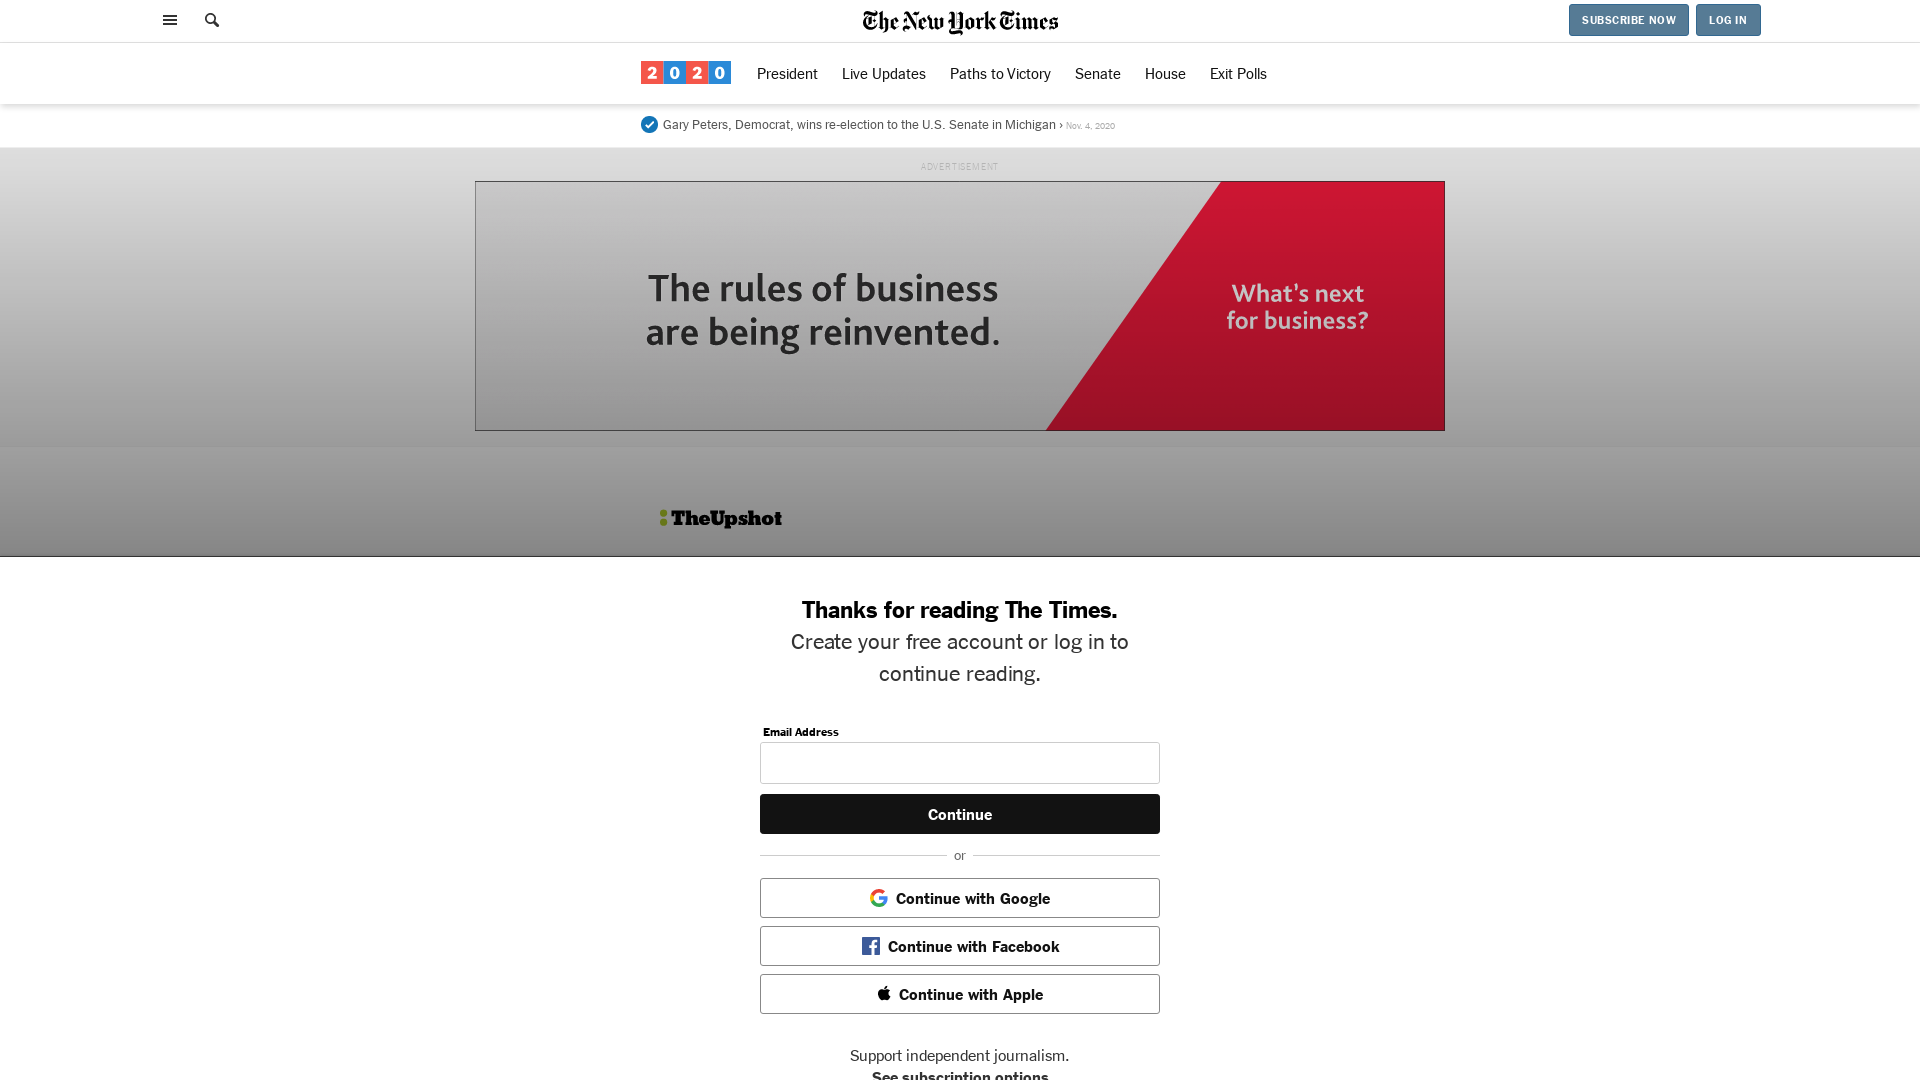 The New York Times
SUBSCRIBE NOW
LOG IN
2020
President
Live Updates
Paths to Victory
Senate
House
Exit Polls
Gary Peters, Democrat, wins re-election to the U.S. Senate in Michigan › Nov. 4, 2020
ADVERTISEMENT
The rules of business
are being reinvented.
What's next
for business?
TheUpshot
Thanks for reading The Times.
Create your free account or log in to
continue reading.
Email Address
Continue
or
Continue with Google
Continue with Facebook
Continue with Apple
Support independent journalism.
See subscription options